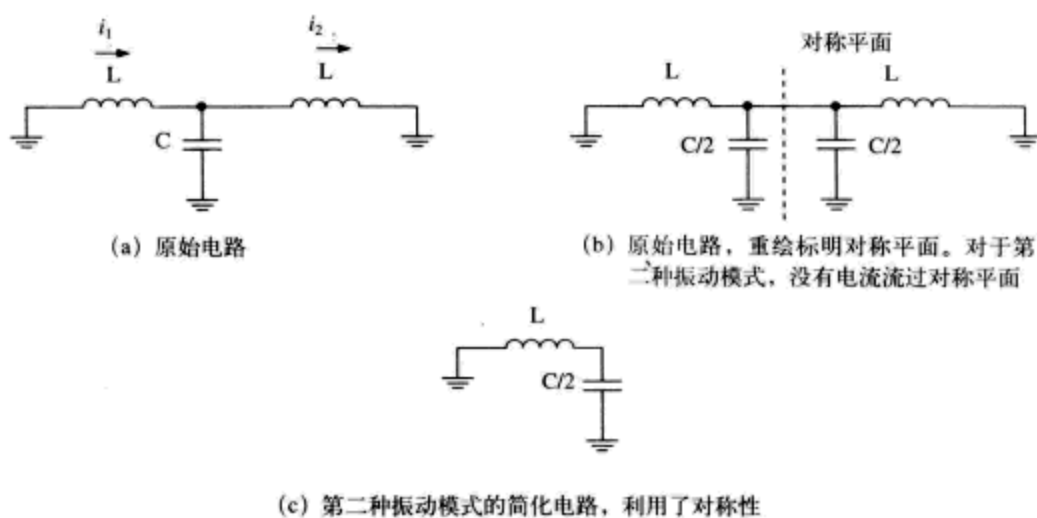 i₁
i₂
L
L
C
(a) 原始电路
对称平面
L
L
C/2
C/2
(b) 原始电路，重绘标明对称平面。对于第
二种振动模式，没有电流流过对称平面
L
C/2
(c) 第二种振动模式的简化电路，利用了对称性